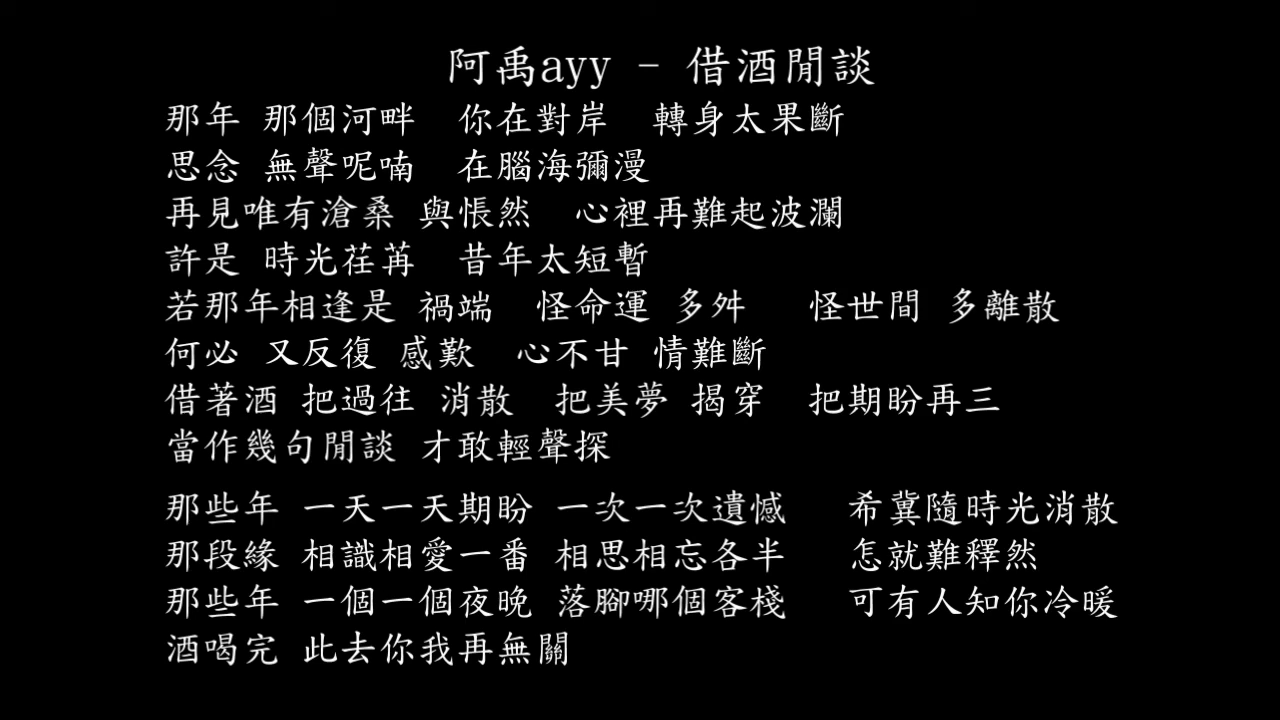 阿禹ayy - 借酒閒談
那年 那個河畔 你在對岸 轉身太果斷
思念 無聲呢喃 在腦海彌漫
再見唯有滄桑 與悵然 心裡再難起波瀾
許是 時光荏苒 昔年太短暫
若那年相逢是 禍端 怪命運 多舛 怪世間 多離散
何必 又反復 感歎 心不甘 情難斷
借著酒 把過往 消散 把美夢 揭穿 把期盼再三
當作幾句閒談 才敢輕聲探
那些年 一天一天期盼 一次一次遺憾 希冀隨時光消散
那段緣 相識相愛一番 相思相忘各半 怎就難釋然
那些年 一個一個夜晚 落腳哪個客棧 可有人知你冷暖
酒喝完 此去你我再無關